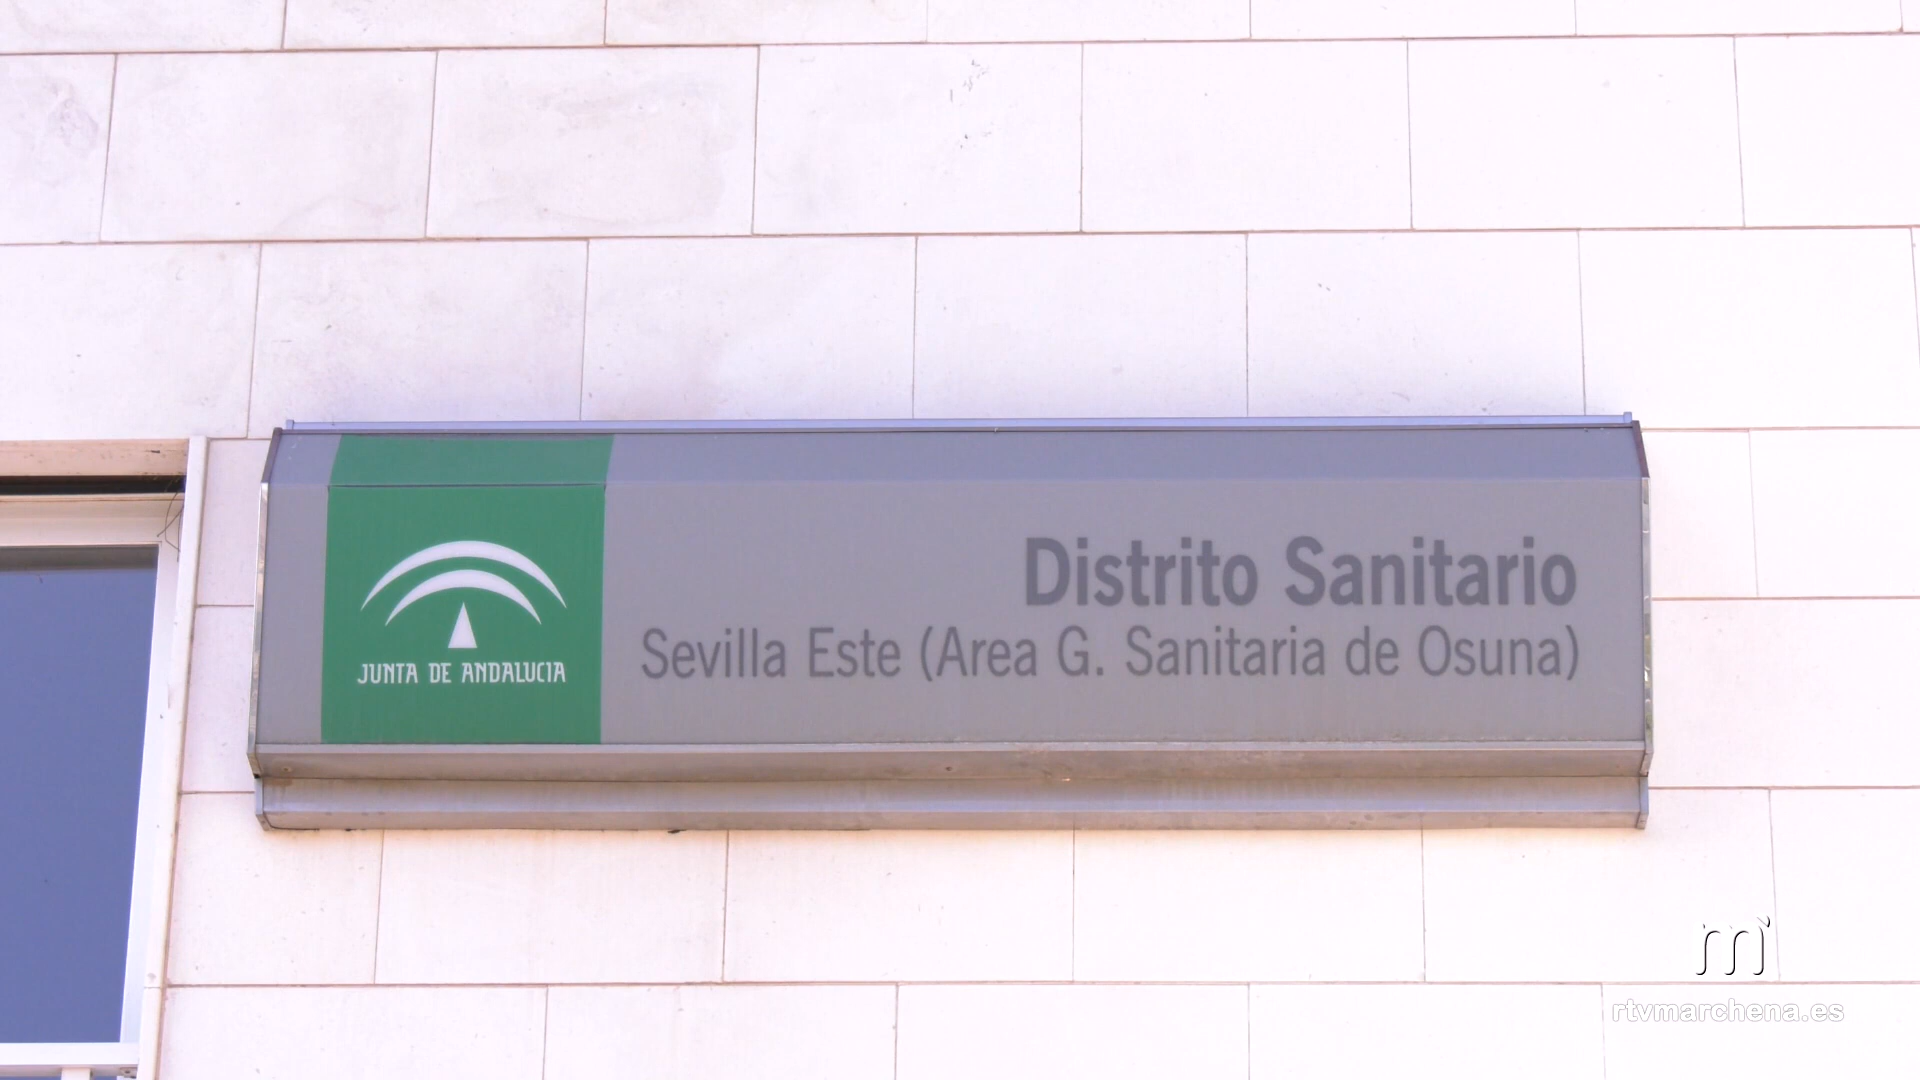 Distrito Sanitario
Sevilla Este (Area G. Sanitaria de Osuna)
JUNTA DE ANDALUCIA
m
rtvmarchena.es